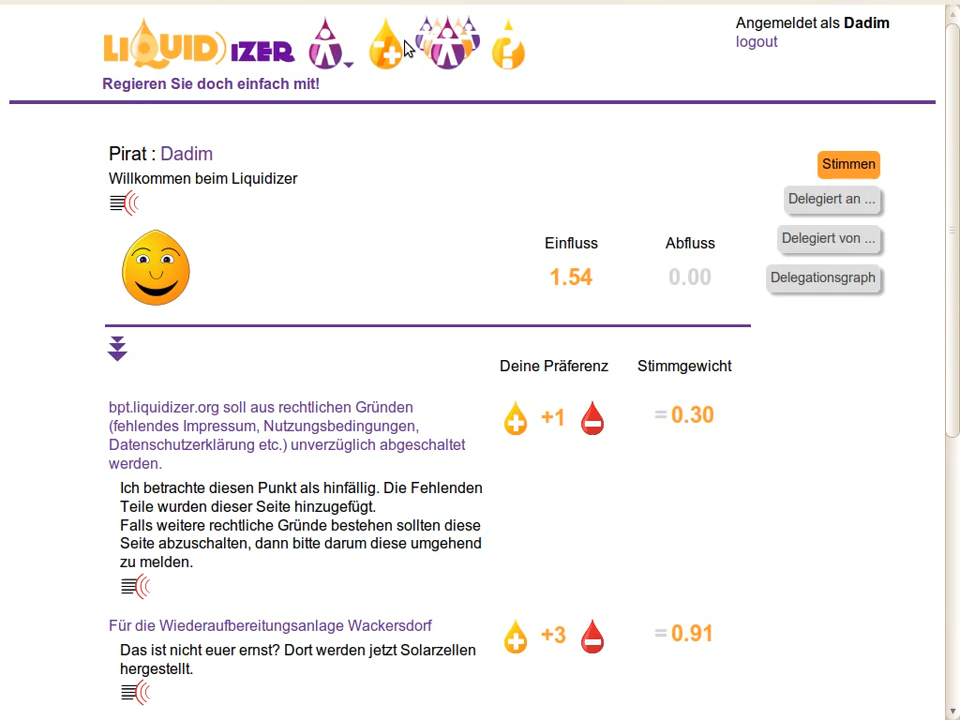 LIQUIDIZER
Angemeldet als Dadim
logout
Regieren Sie doch einfach mit!
Pirat : Dadim
Willkommen beim Liquidizer
Stimmen
Delegiert an ...
Delegiert von ...
Delegationsgraph
Einfluss Abfluss
1.54 0.00
Deine Präferenz Stimmgewicht
bpt.liquidizer.org soll aus rechtlichen Gründen
(fehlendes Impressum, Nutzungsbedingungen,
Datenschutzerklärung etc.) unverzüglich abgeschaltet
werden.
+1 = 0.30
Ich betrachte diesen Punkt als hinfällig. Die Fehlenden
Teile wurden dieser Seite hinzugefügt.
Falls weitere rechtliche Gründe bestehen sollten diese
Seite abzuschalten, dann bitte darum diese umgehend
zu melden.
Für die Wiederaufbereitungsanlage Wackersdorf
+3 = 0.91
Das ist nicht euer ernst? Dort werden jetzt Solarzellen
hergestellt.